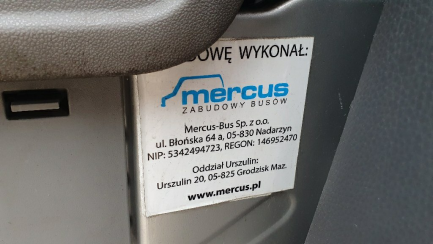 DOWĘ WYKONAŁ:
mercus
ZABUDOWY BUSÓW
Mercus-Bus Sp. z o.o.
ul. Błońska 64 a, 05-830 Nadarzyn
NIP: 5342494723, REGON: 146952470
Oddział Urszulin:
Urszulin 20, 05-825 Grodzisk Maz.
www.mercus.pl